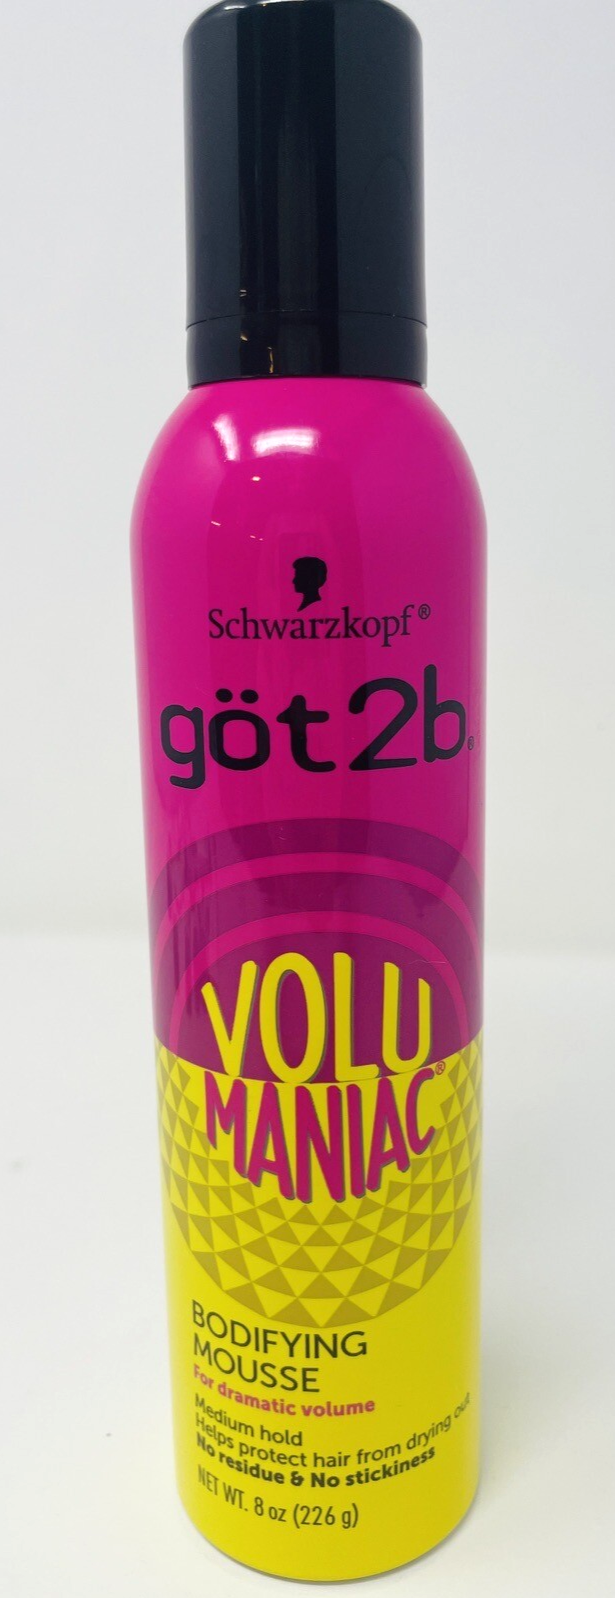 Schwarzkopf®
göt2b®
VOLU
MANIAC®
BODIFYING
MOUSSE
For dramatic volume
Medium hold
Helps protect hair from drying out
No residue & No stickiness
NET WT. 8 oz (226 g)